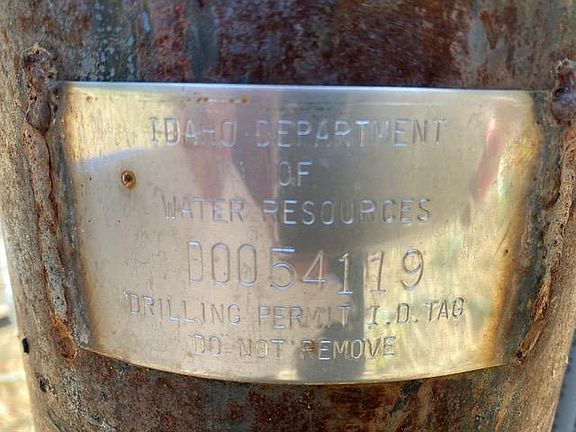 IDAHO DEPARTMENT
OF
WATER RESOURCES
D0054119
DRILLING PERMIT I.D. TAG
DO NOT REMOVE